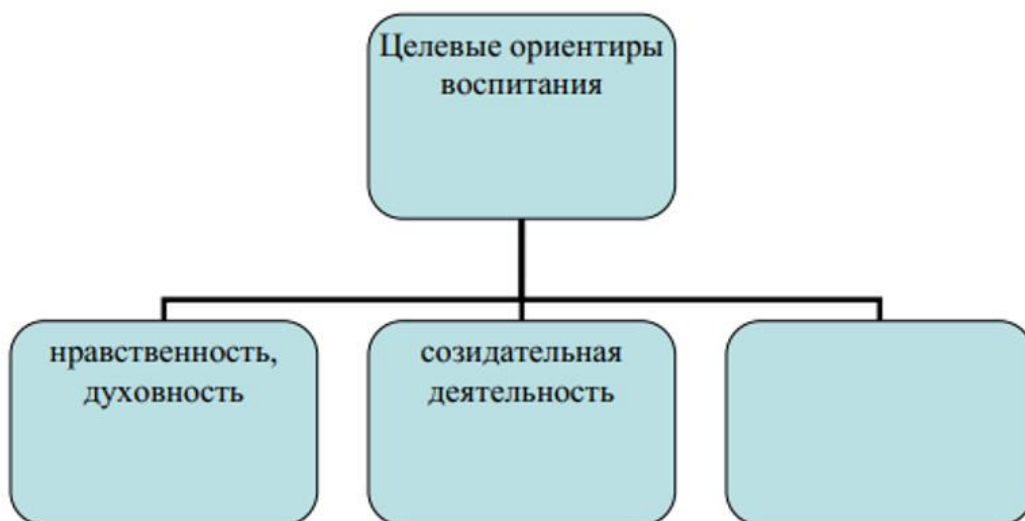 Целевые ориентиры
воспитания
нравственность,
духовность
созидательная
деятельность